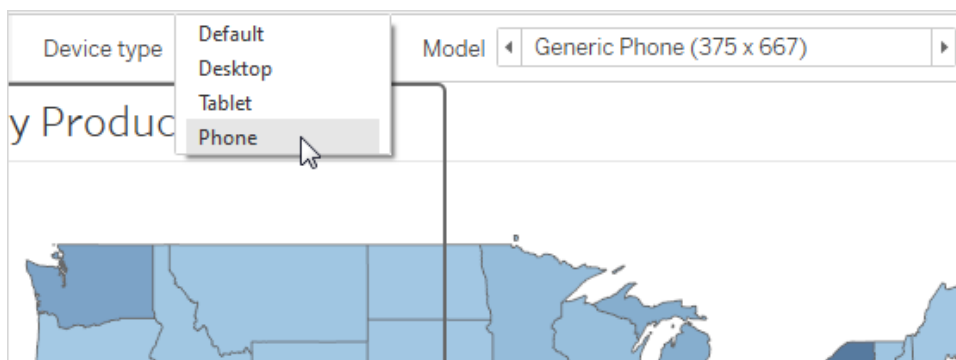 Device type
Default
Desktop
Tablet
Phone
Model
Generic Phone (375 x 667)
y Produc